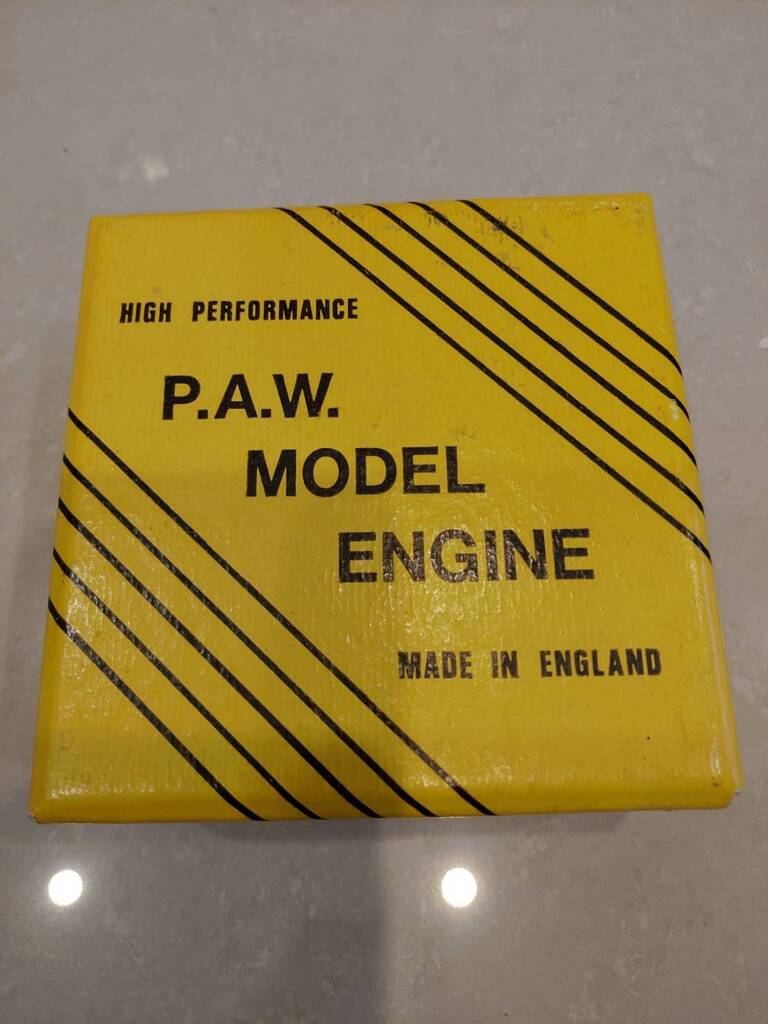 HIGH PERFORMANCE
P.A.W.
MODEL
ENGINE
MADE IN ENGLAND